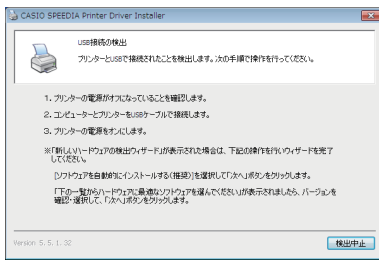 CASIO SPEEDIA Printer Driver Installer
USB接続の検出
プリンターとUSBで接続されたことを検出します。次の手順で操作を行ってください。
1. プリンターの電源がオフになっていることを確認します。
2. コンピューターとプリンターをUSBケーブルで接続します。
3. プリンターの電源をオンにします。
※「新しいハードウェアの検出ウィザード」が表示された場合は、下記の操作を行いウィザードを完了
してください。
[ソフトウェアを自動的にインストールする(推奨)]を選択して「次へ」ボタンをクリックします。
「下の一覧からハードウェアに最適なソフトウェアを選んでください」が表示されましたら、バージョンを
確認・選択して、「次へ」ボタンをクリックします。
Version 5. 5. 1. 32
検出中止